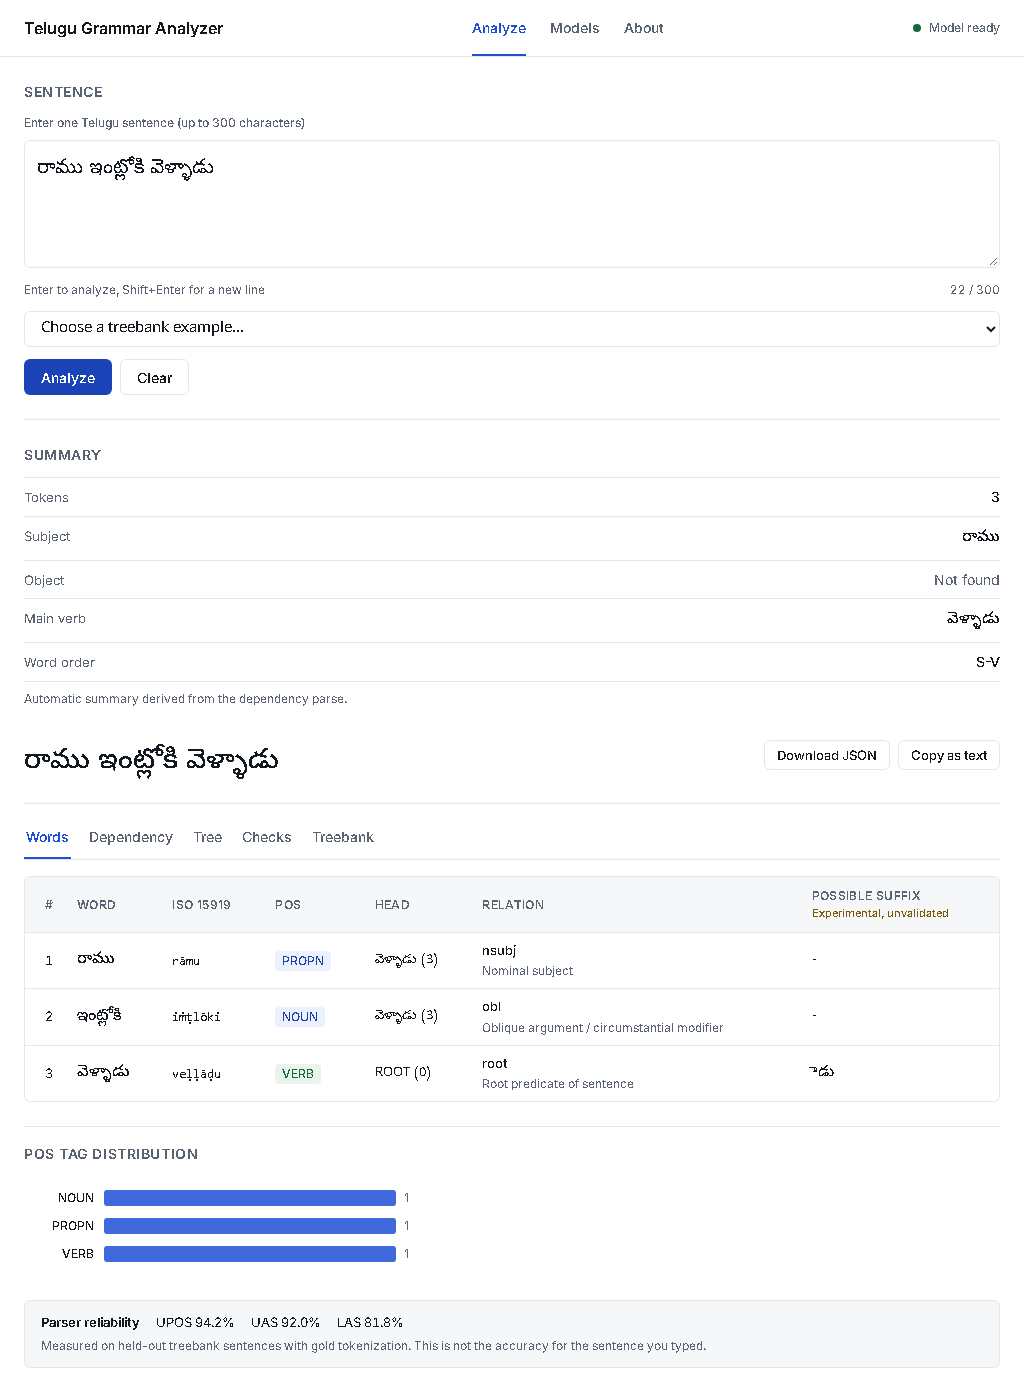 Telugu Grammar Analyzer
Analyze Models About
Model ready
SENTENCE
Enter one Telugu sentence (up to 300 characters)
రాము ఇంట్లోకి వెళ్ళాడు
Enter to analyze, Shift+Enter for a new line 22 / 300
Choose a treebank example...
Analyze Clear
SUMMARY
Tokens 3
Subject రాము
Object Not found
Main verb వెళ్ళాడు
Word order S-V
Automatic summary derived from the dependency parse.
రాము ఇంట్లోకి వెళ్ళాడు Download JSON Copy as text
Words Dependency Tree Checks Treebank
# WORD ISO 15919 POS HEAD RELATION POSSIBLE SUFFIX
Experimental, unvalidated
1 రాము rāmu PROPN వెళ్ళాడు (3) nsubj -
Nominal subject
2 ఇంట్లోకి iṁṭlōki NOUN వెళ్ళాడు (3) obl -
Oblique argument / circumstantial modifier
3 వెళ్ళాడు veḷḷāḍu VERB ROOT (0) root ాడు
Root predicate of sentence
POS TAG DISTRIBUTION
NOUN 1
PROPN 1
VERB 1
Parser reliability UPOS 94.2% UAS 92.0% LAS 81.8%
Measured on held-out treebank sentences with gold tokenization. This is not the accuracy for the sentence you typed.